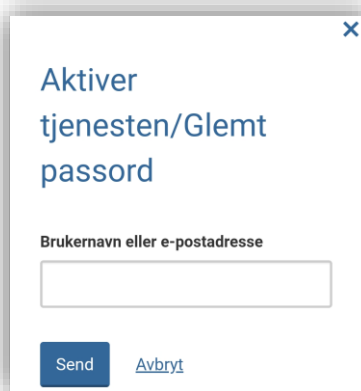 Aktiver
tjenesten/Glemt
passord
Brukernavn eller e-postadresse
Send Avbryt